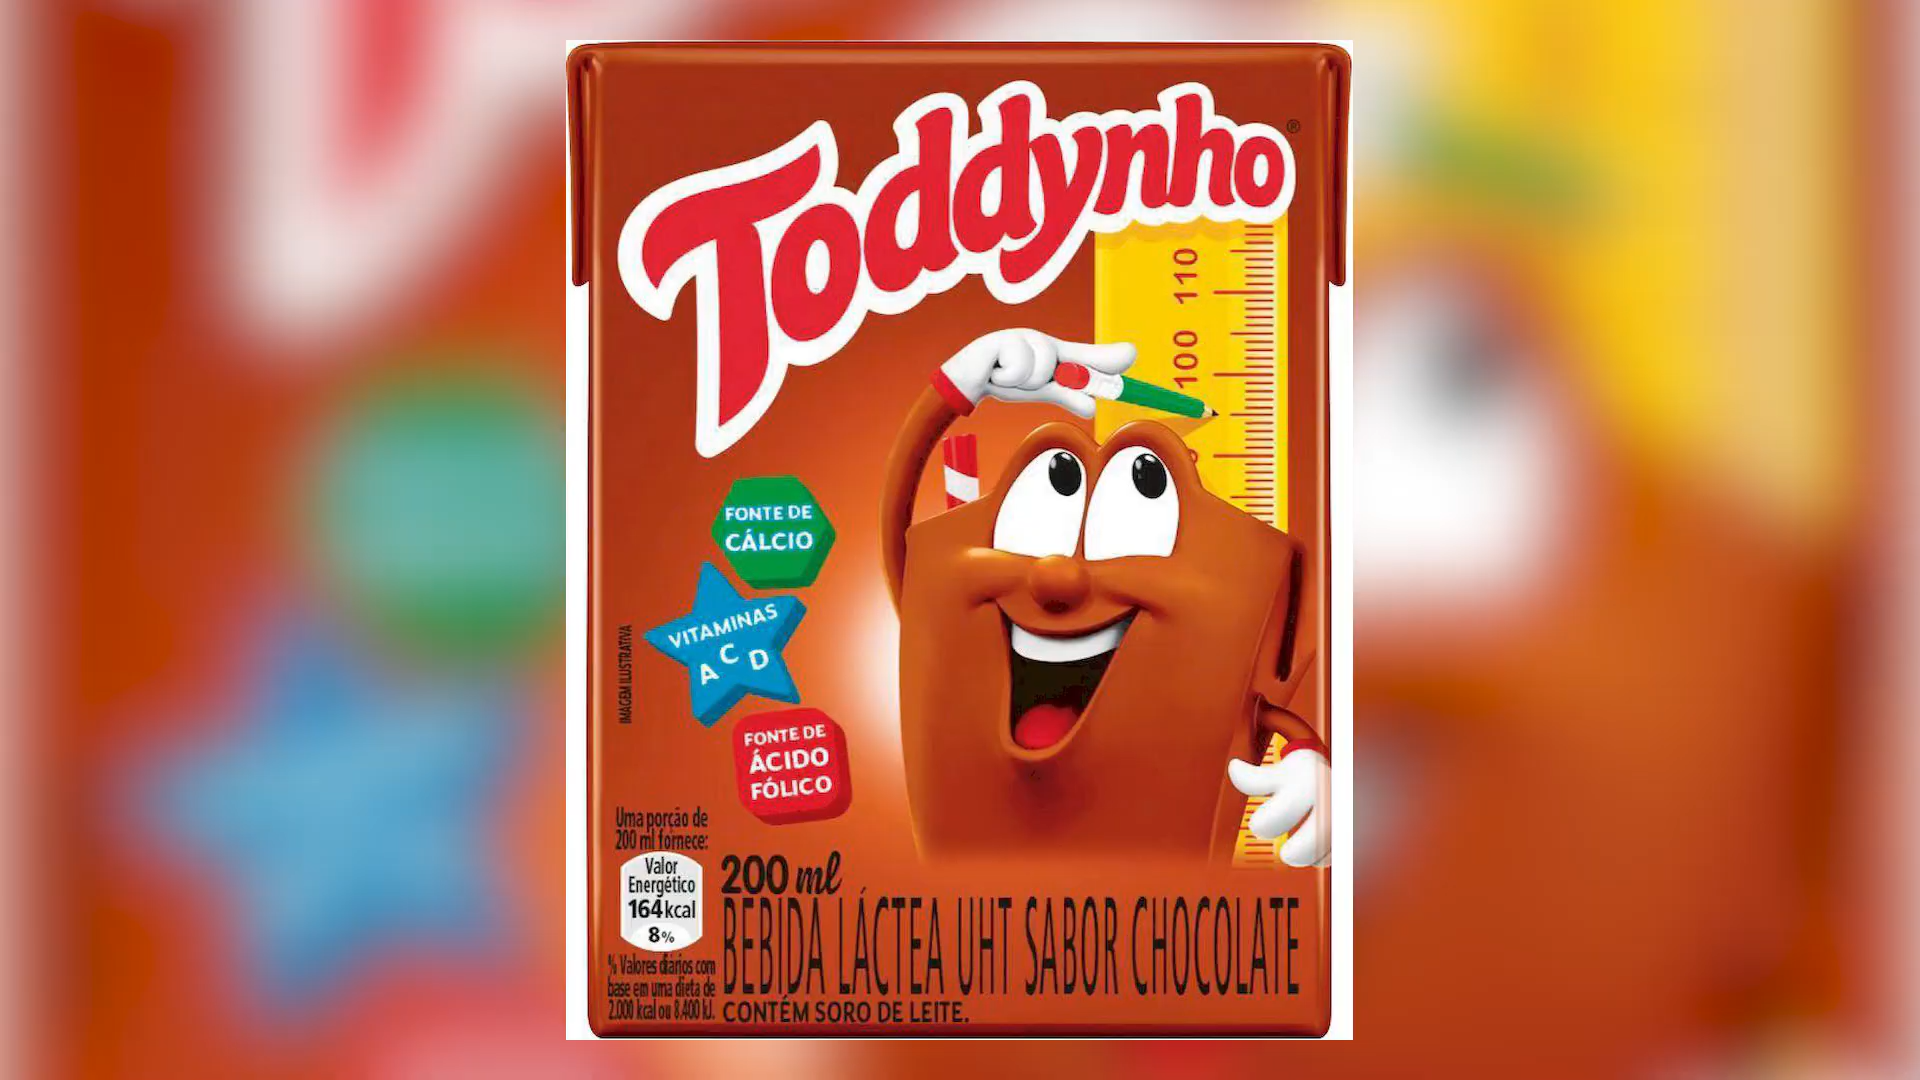 Toddynho
®
110
100
FONTE DE
CÁLCIO
VITAMINAS
A C D
FONTE DE
ÁCIDO
FÓLICO
IMAGEM ILUSTRATIVA
Uma porção de
200 ml fornece:
Valor
Energético
164 kcal
8%
% Valores diários com
base em uma dieta de
2.000 kcal ou 8.400 kJ.
200 ml
BEBIDA LÁCTEA UHT SABOR CHOCOLATE
CONTÉM SORO DE LEITE.